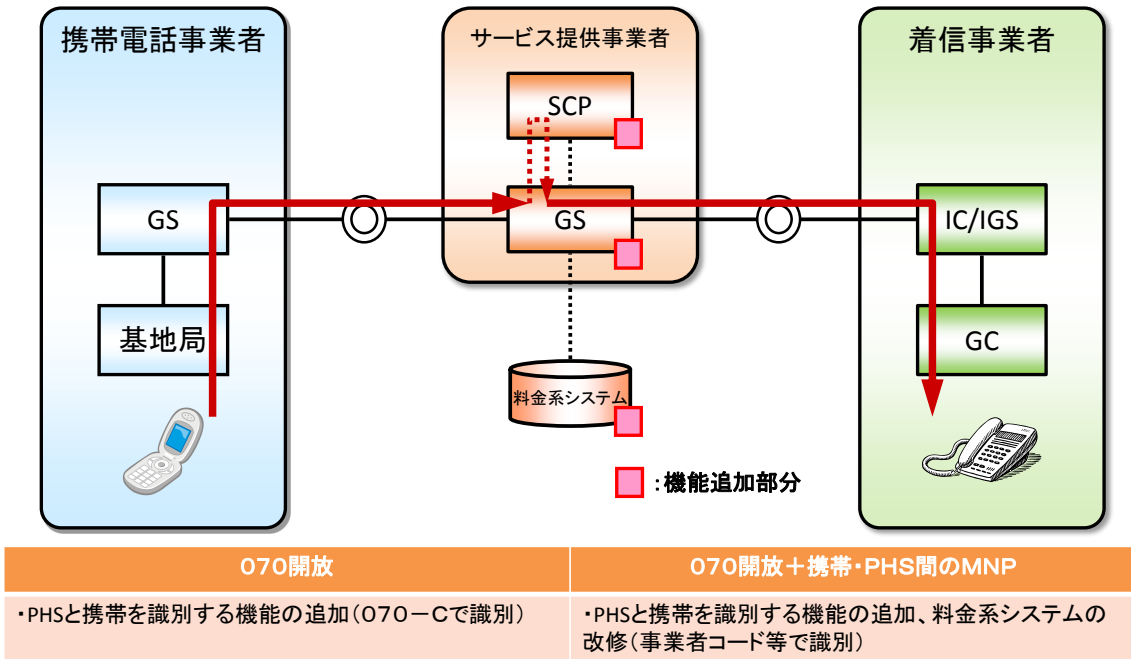 携帯電話事業者
サービス提供事業者
着信事業者
SCP
GS
GS
IC/IGS
基地局
GC
料金系システム
:機能追加部分
070開放
070開放+携帯・PHS間のMNP
・PHSと携帯を識別する機能の追加(070-Cで識別)
・PHSと携帯を識別する機能の追加、料金系システムの
改修(事業者コード等で識別)